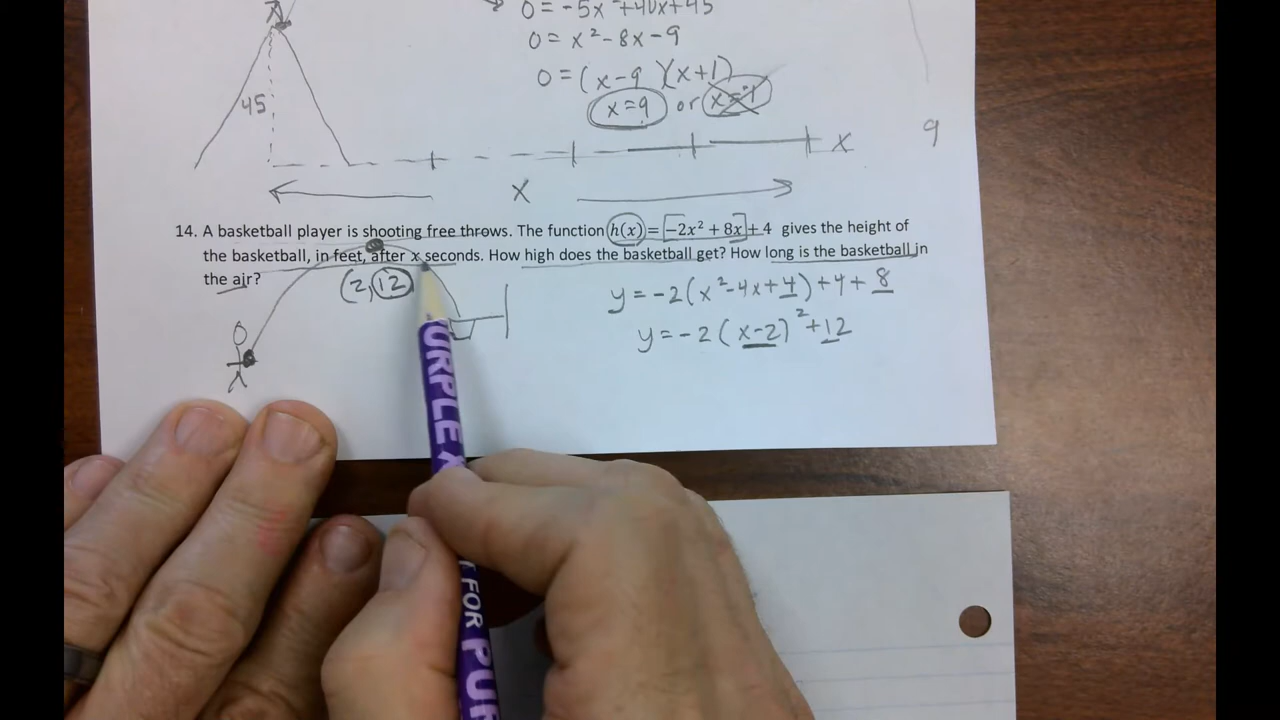 0 = -5x² + 40x + 45
0 = x² - 8x - 9
0 = (x-9)(x+1)
x=9 or x=-1
45
x
9
x
14. A basketball player is shooting free throws. The function h(x) = -2x² + 8x + 4 gives the height of
the basketball, in feet, after x seconds. How high does the basketball get? How long is the basketball in
the air?
(2, 12)
y = -2(x²-4x+4)+4+8
y = -2(x-2)²+12
URPLE
FOR PUR